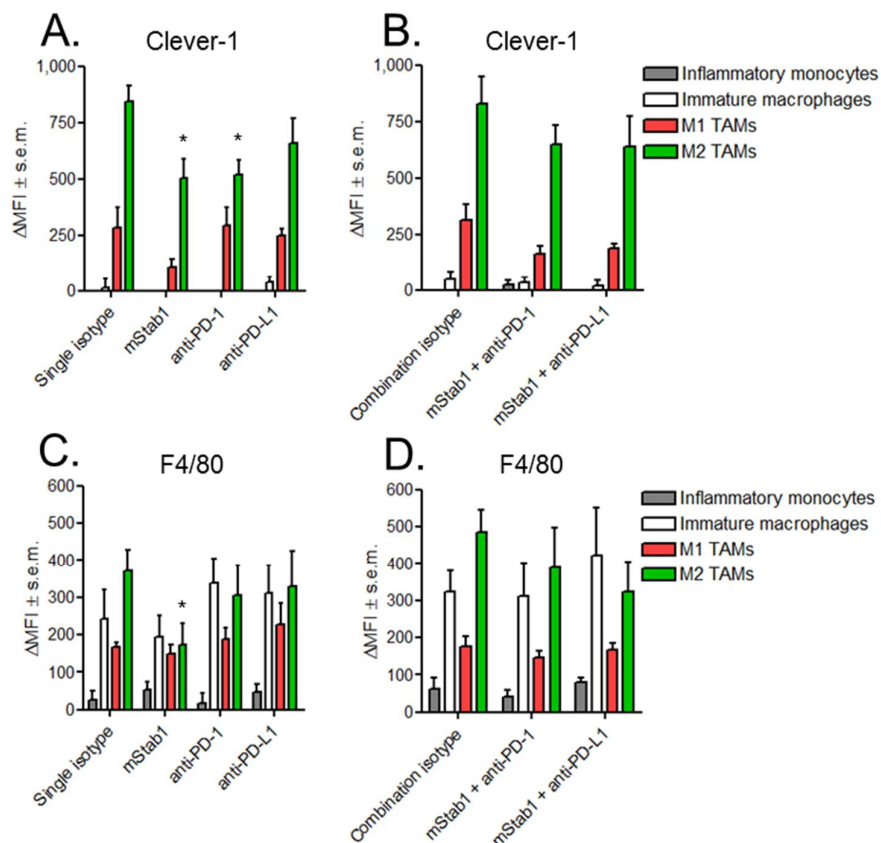 A.
Clever-1
1,000
750
500
250
0
ΔMFI ± s.e.m.
*
*
Single isotype
mStab1
anti-PD-1
anti-PD-L1
B.
Clever-1
1,000
750
500
250
0
ΔMFI ± s.e.m.
Combination isotype
mStab1 + anti-PD-1
mStab1 + anti-PD-L1
Inflammatory monocytes
Immature macrophages
M1 TAMs
M2 TAMs
C.
F4/80
600
500
400
300
200
100
0
ΔMFI ± s.e.m.
*
Single isotype
mStab1
anti-PD-1
anti-PD-L1
D.
F4/80
600
500
400
300
200
100
0
ΔMFI ± s.e.m.
Combination isotype
mStab1 + anti-PD-1
mStab1 + anti-PD-L1
Inflammatory monocytes
Immature macrophages
M1 TAMs
M2 TAMs